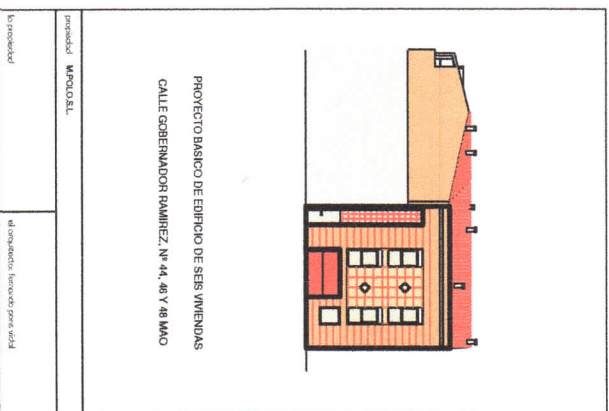 PROYECTO BASICO DE EDIFICIO DE SEIS VIVIENDAS
CALLE GOBERNADOR RAMIREZ, Nº 44, 46 Y 48 MAO
propiedad M.POLO.S.L.
la propiedad
el arquitecto: fernando pons vidal